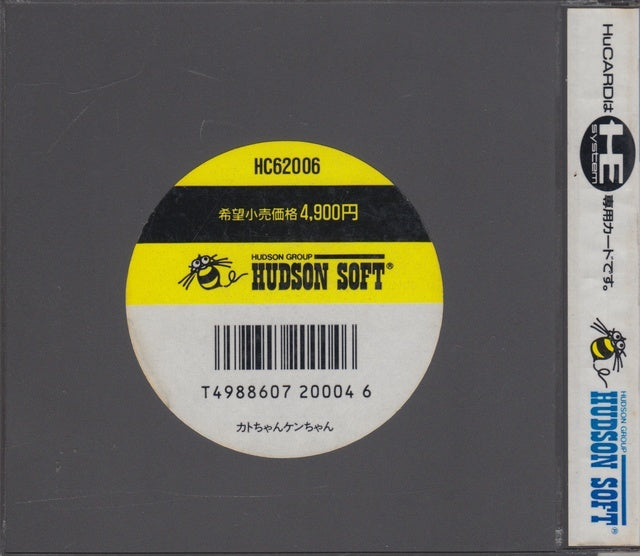 HC62006
希望小売価格4,900円
HUDSON GROUP
HUDSON SOFT®
T4988607 20004 6
カトちゃんケンちゃん
HuCARDは
HE
system
専用カードです。
HUDSON GROUP
HUDSON SOFT®